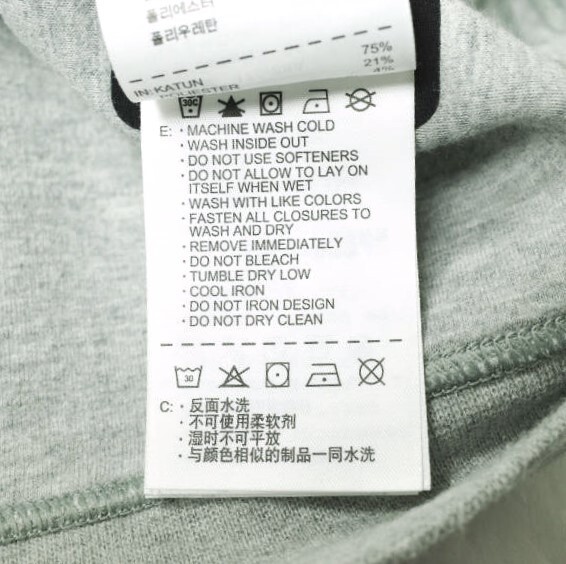 폴리에스터
폴리우레탄
75%
21%
4%
IN:KATUN
POLIESTER
30C
E: · MACHINE WASH COLD
· WASH INSIDE OUT
· DO NOT USE SOFTENERS
· DO NOT ALLOW TO LAY ON
ITSELF WHEN WET
· WASH WITH LIKE COLORS
· FASTEN ALL CLOSURES TO
WASH AND DRY
· REMOVE IMMEDIATELY
· DO NOT BLEACH
· TUMBLE DRY LOW
· COOL IRON
· DO NOT IRON DESIGN
· DO NOT DRY CLEAN
30
C: · 反面水洗
· 不可使用柔软剂
· 湿时不可平放
· 与颜色相似的制品一同水洗